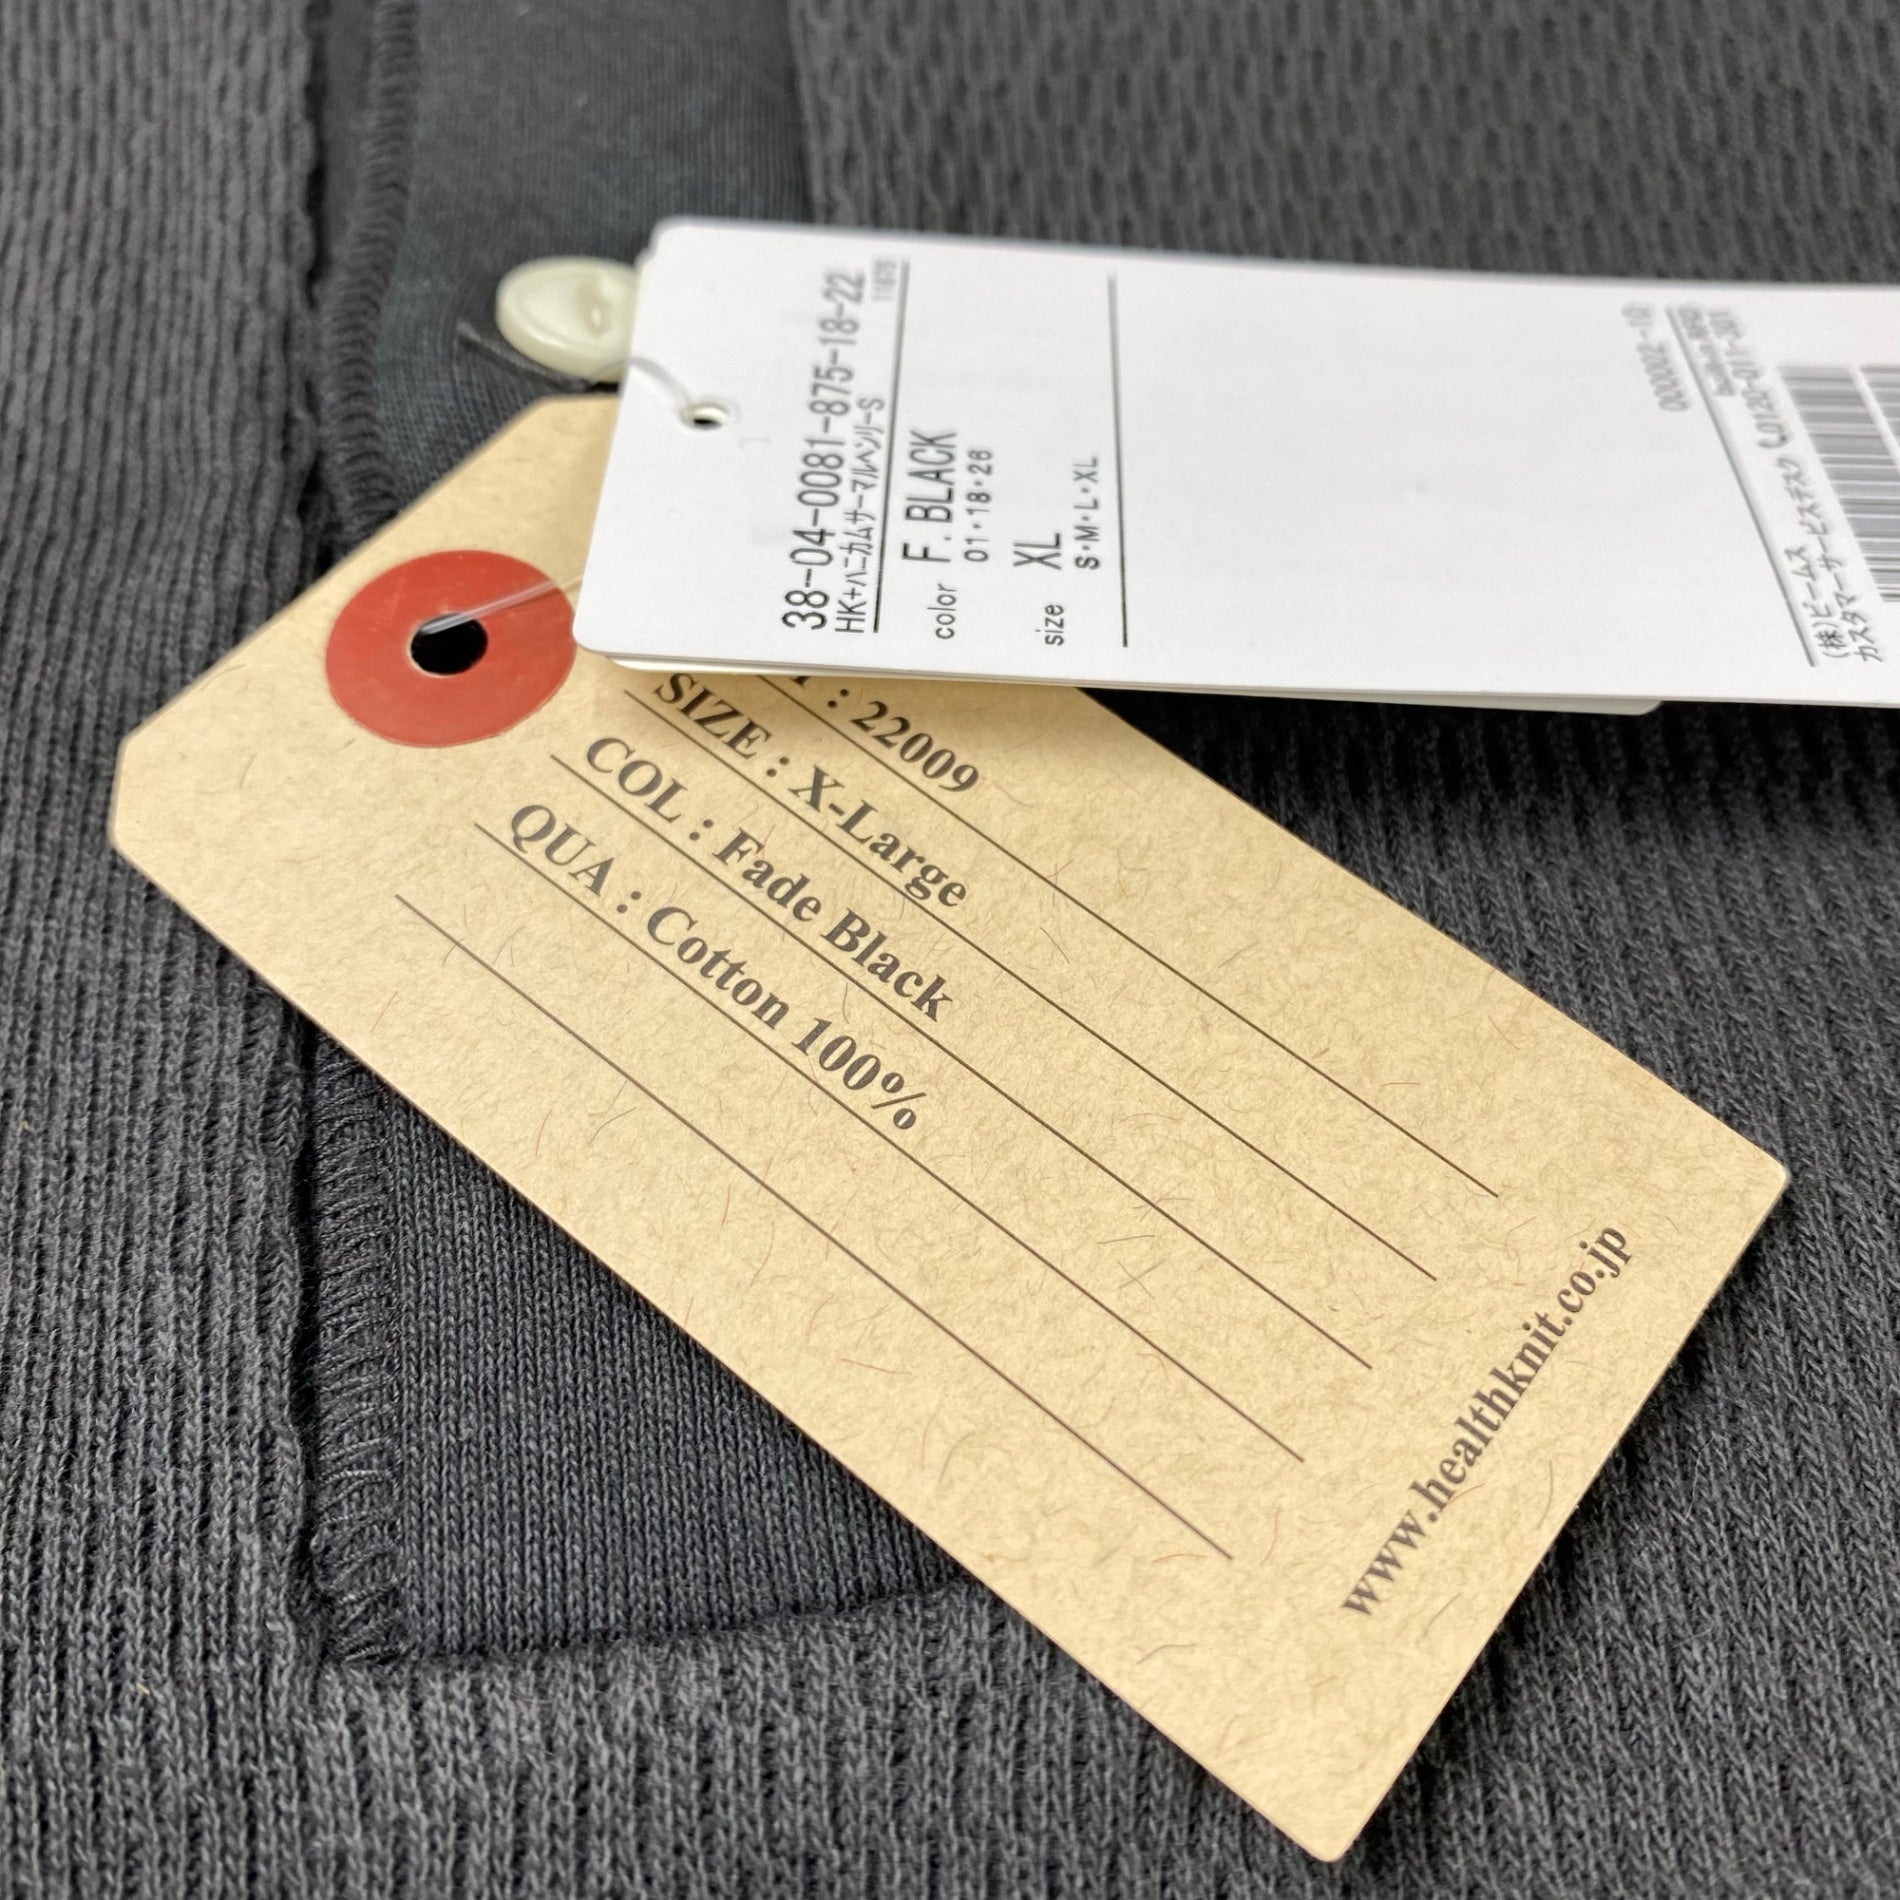 38-04-0081-875-18-22
11675
HK+ハニカムサーマルヘンリーS
color F. BLACK
01・18・26
size XL
S・M・L・XL
000002-10
(株)ビームス
カスタマーサービスデスク
: 22009
SIZE : X-Large
COL : Fade Black
QUA : Cotton 100%
www.healthknit.co.jp